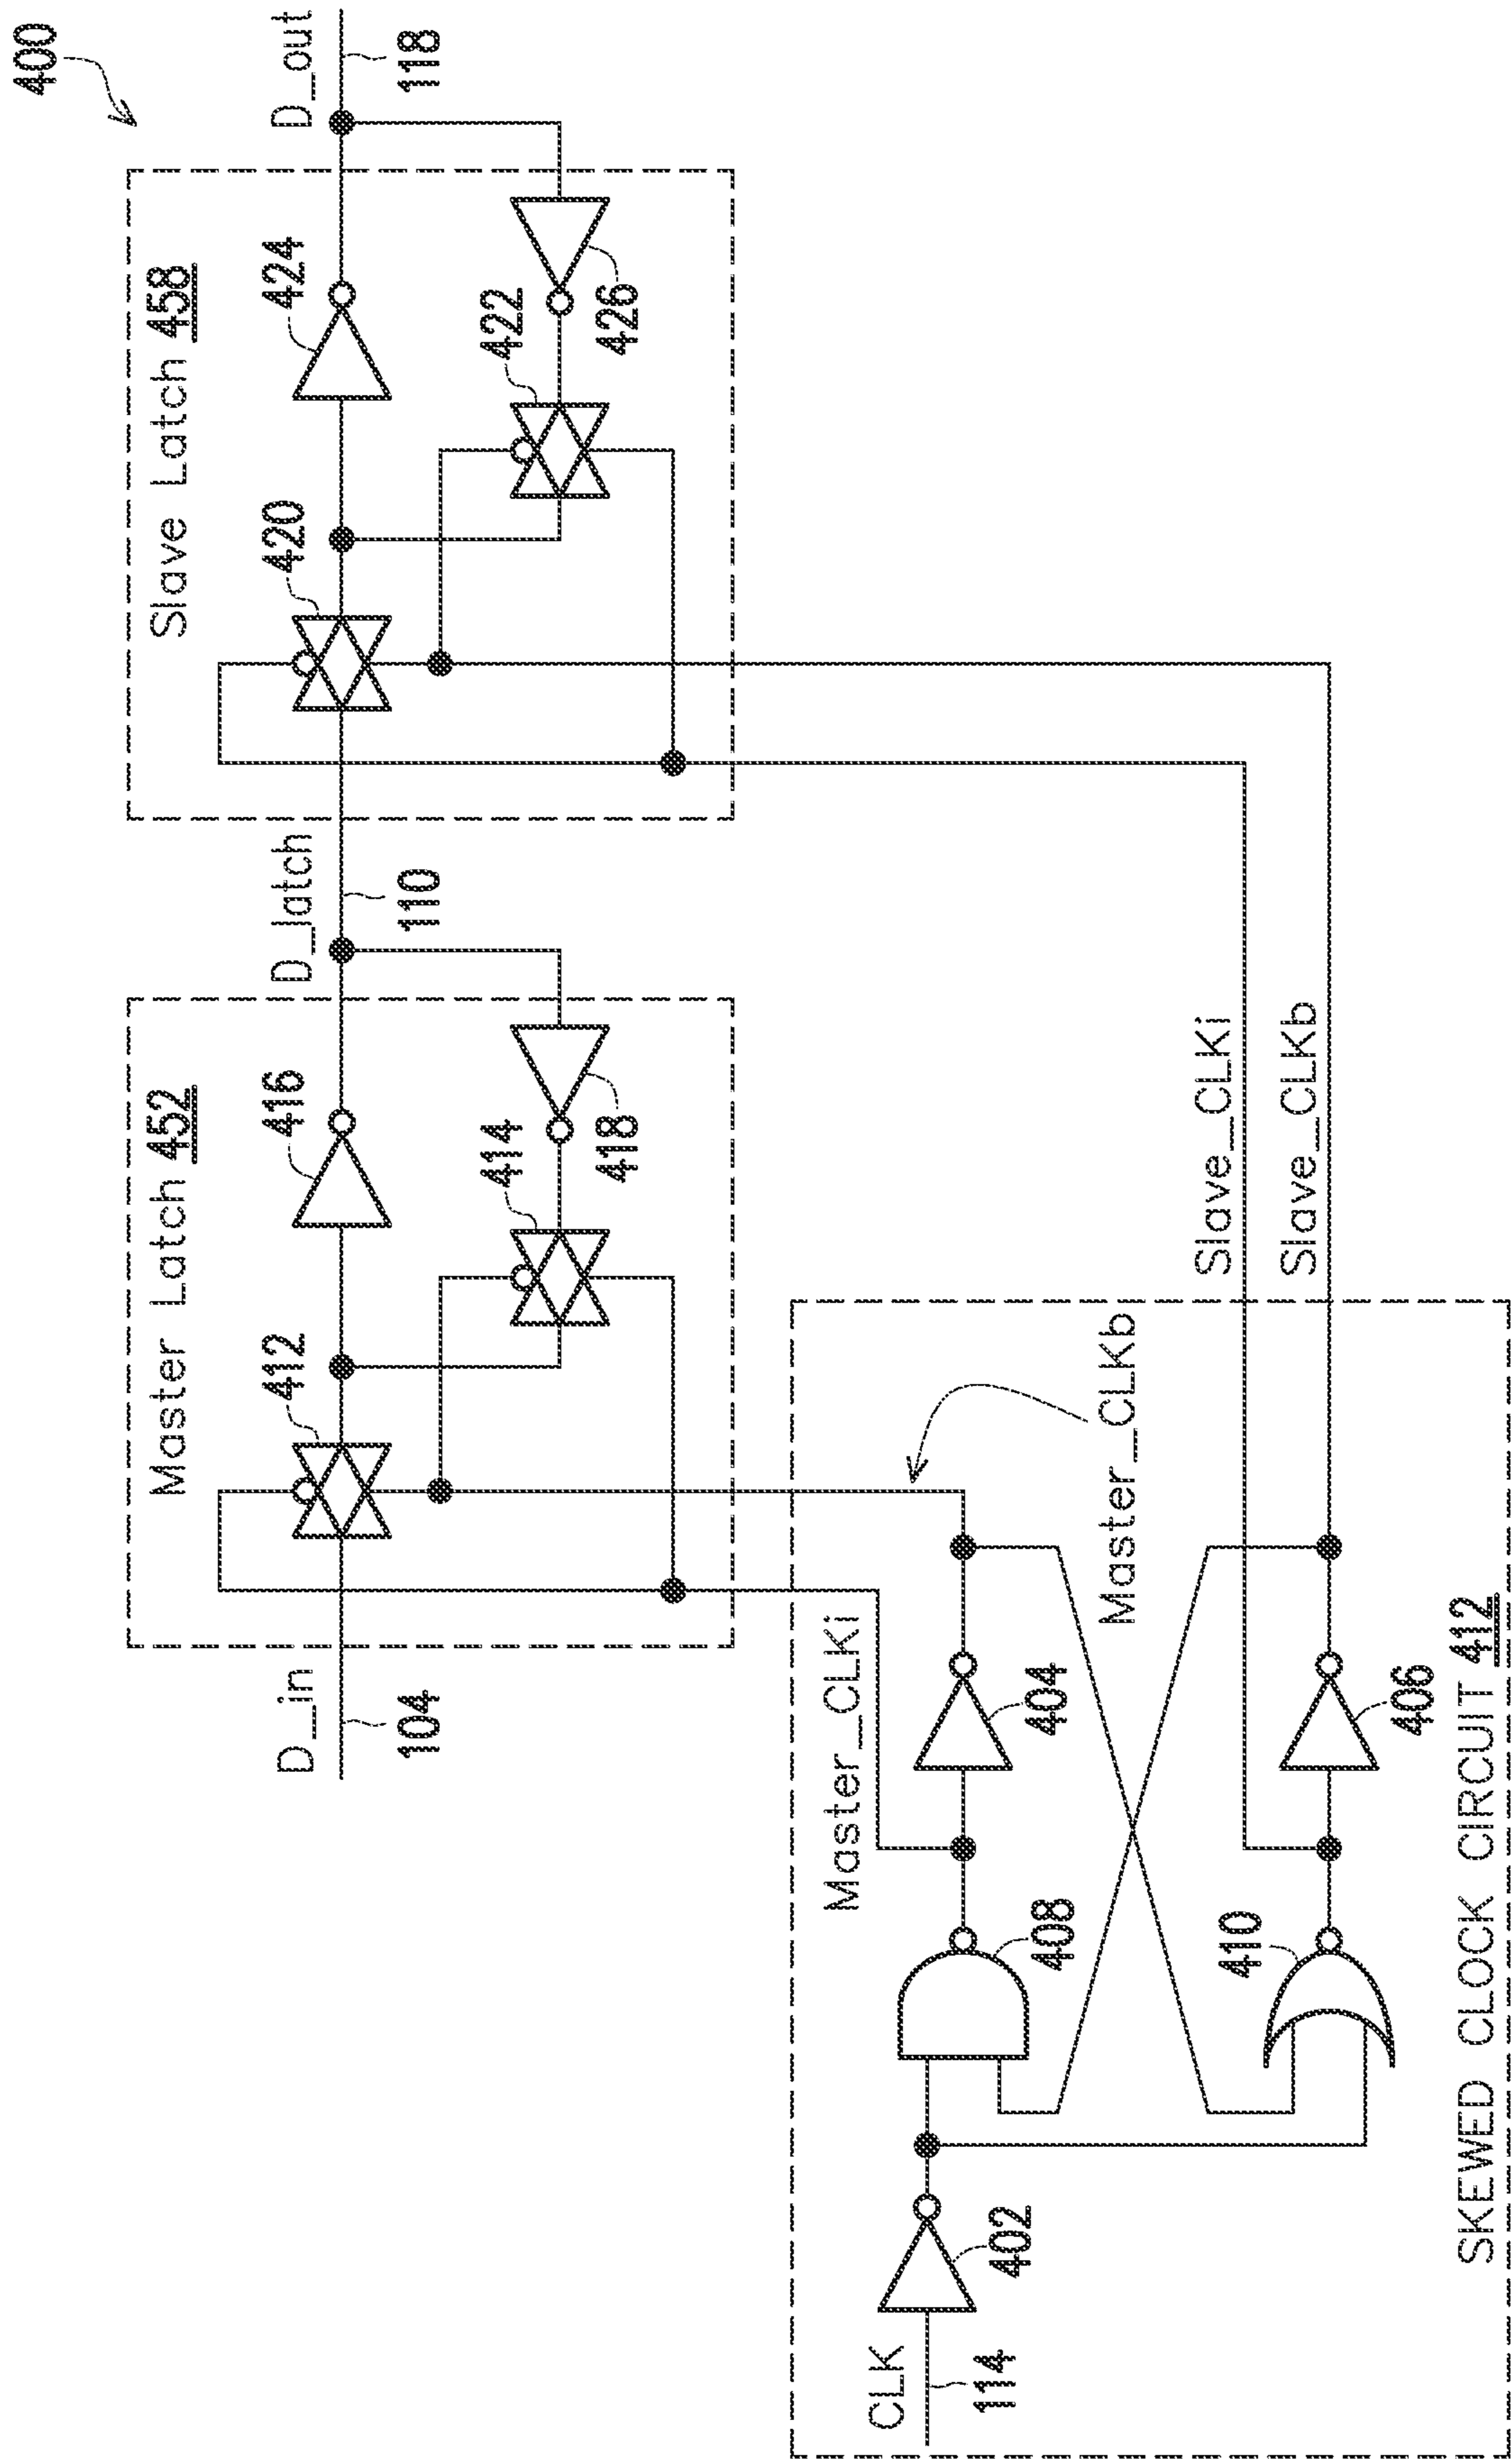 400
Master Latch 452
Slave Latch 458
D_in
104
412
416
414
418
D_latch
110
420
424
422
426
D_out
118
CLK
114
402
408
404
Master_CLKi
Master_CLKb
410
406
Slave_CLKi
Slave_CLKb
SKEWED CLOCK CIRCUIT 412